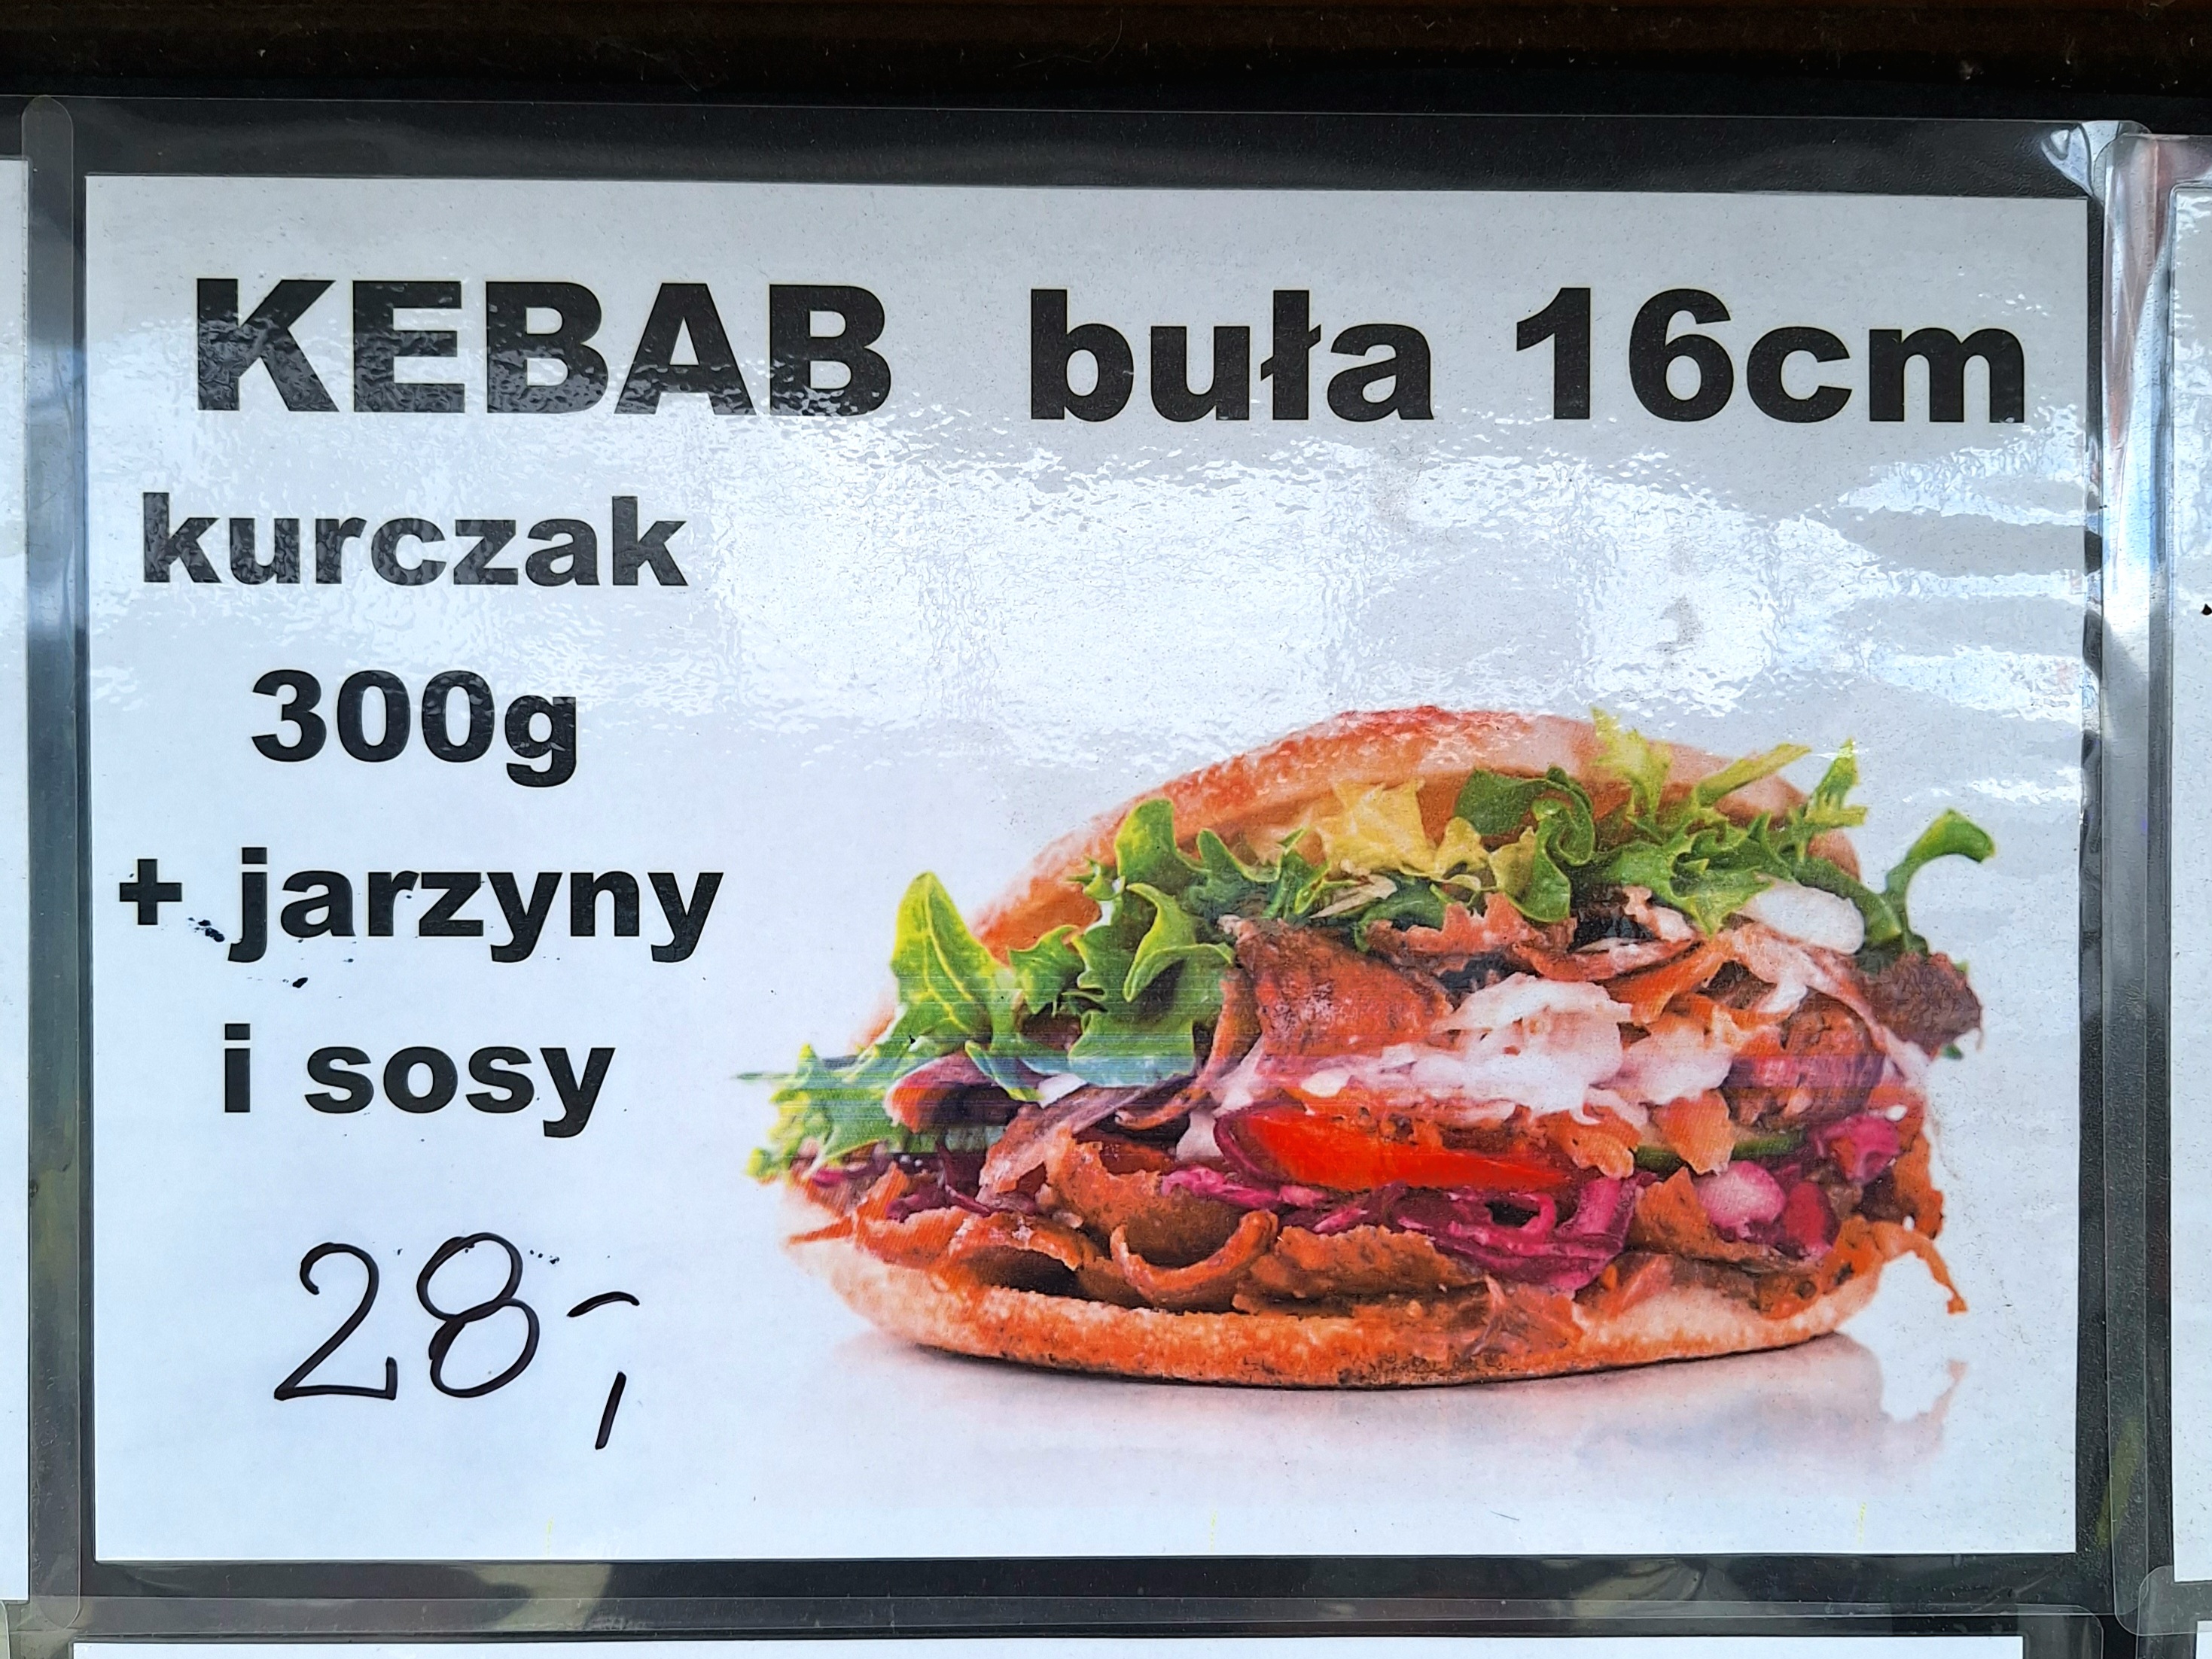 KEBAB buła 16cm
kurczak
300g
+ jarzyny
i sosy
28,-